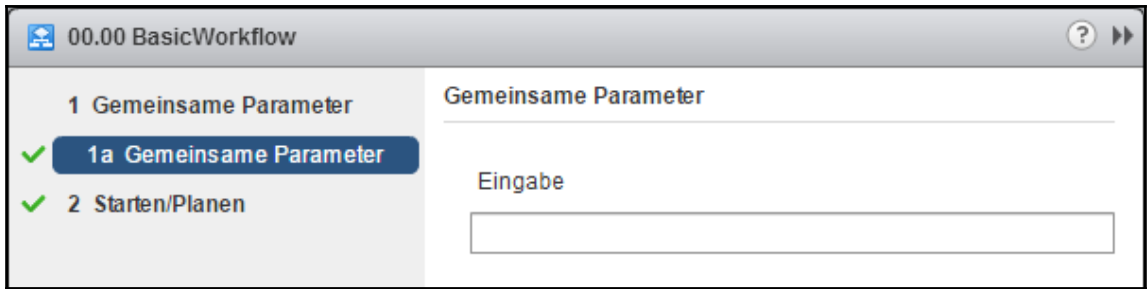 00.00 BasicWorkflow
?
1 Gemeinsame Parameter
1a Gemeinsame Parameter
2 Starten/Planen
Gemeinsame Parameter
Eingabe